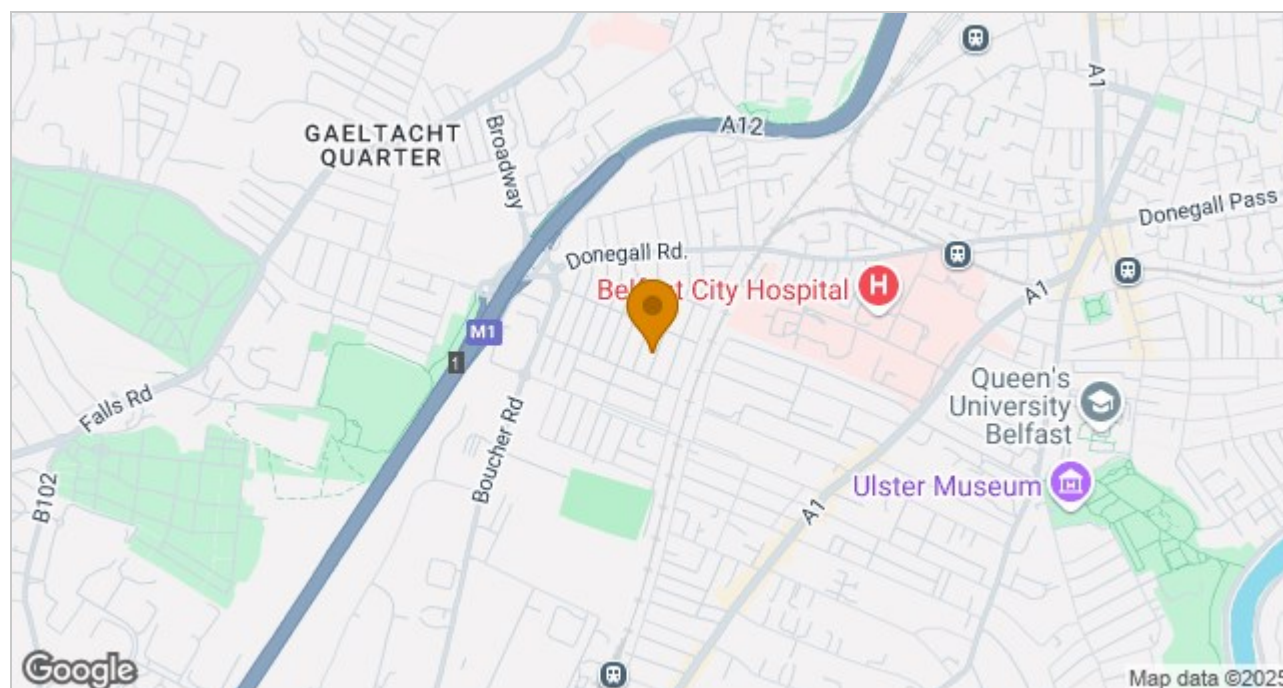 A1
A12
GAELTACHT
QUARTER
Broadway
Donegall Pass
Donegall Rd.
Belfast City Hospital
H
A1
M1
1
Queen's
University
Belfast
Falls Rd
Boucher Rd
Ulster Museum
B102
A1
Google
Map data ©2025